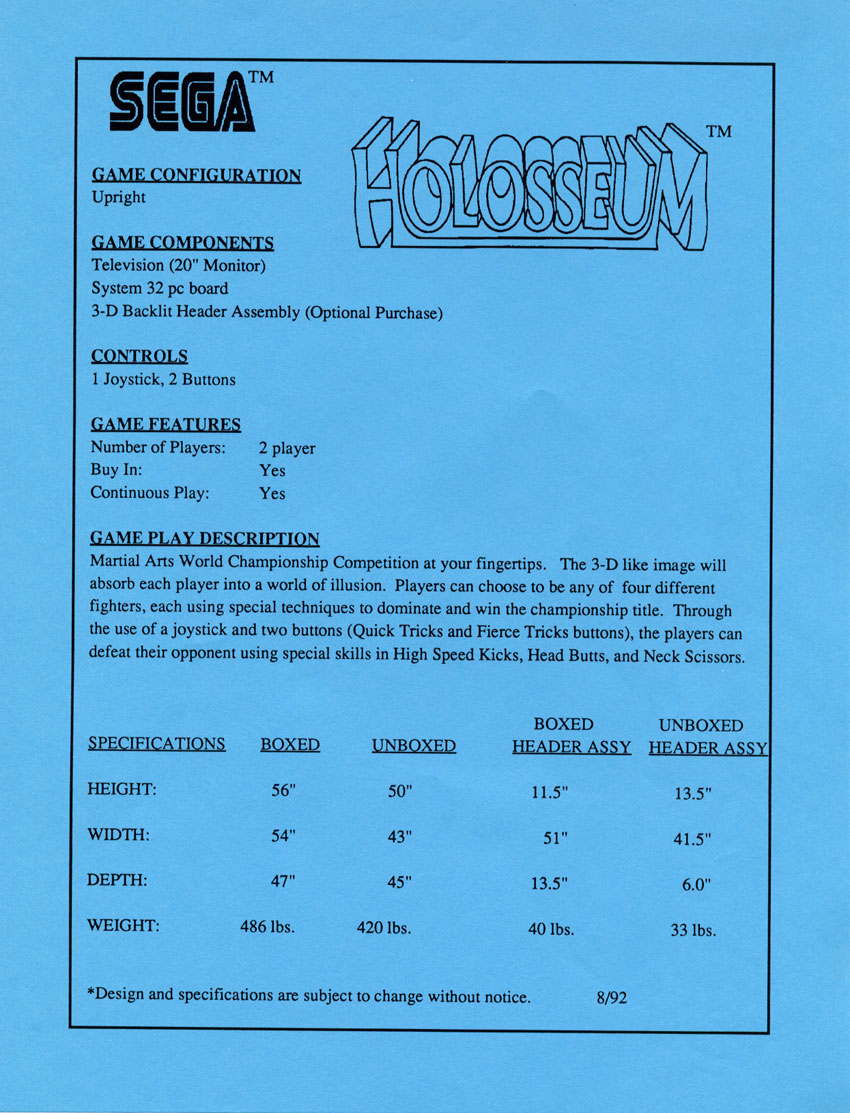 SEGA™
HOLOSSEUM™
GAME CONFIGURATION
Upright
GAME COMPONENTS
Television (20" Monitor)
System 32 pc board
3-D Backlit Header Assembly (Optional Purchase)
CONTROLS
1 Joystick, 2 Buttons
GAME FEATURES
Number of Players: 2 player
Buy In: Yes
Continuous Play: Yes
GAME PLAY DESCRIPTION
Martial Arts World Championship Competition at your fingertips. The 3-D like image will
absorb each player into a world of illusion. Players can choose to be any of four different
fighters, each using special techniques to dominate and win the championship title. Through
the use of a joystick and two buttons (Quick Tricks and Fierce Tricks buttons), the players can
defeat their opponent using special skills in High Speed Kicks, Head Butts, and Neck Scissors.
BOXED UNBOXED
SPECIFICATIONS BOXED UNBOXED HEADER ASSY HEADER ASSY
HEIGHT: 56" 50" 11.5" 13.5"
WIDTH: 54" 43" 51" 41.5"
DEPTH: 47" 45" 13.5" 6.0"
WEIGHT: 486 lbs. 420 lbs. 40 lbs. 33 lbs.
*Design and specifications are subject to change without notice. 8/92